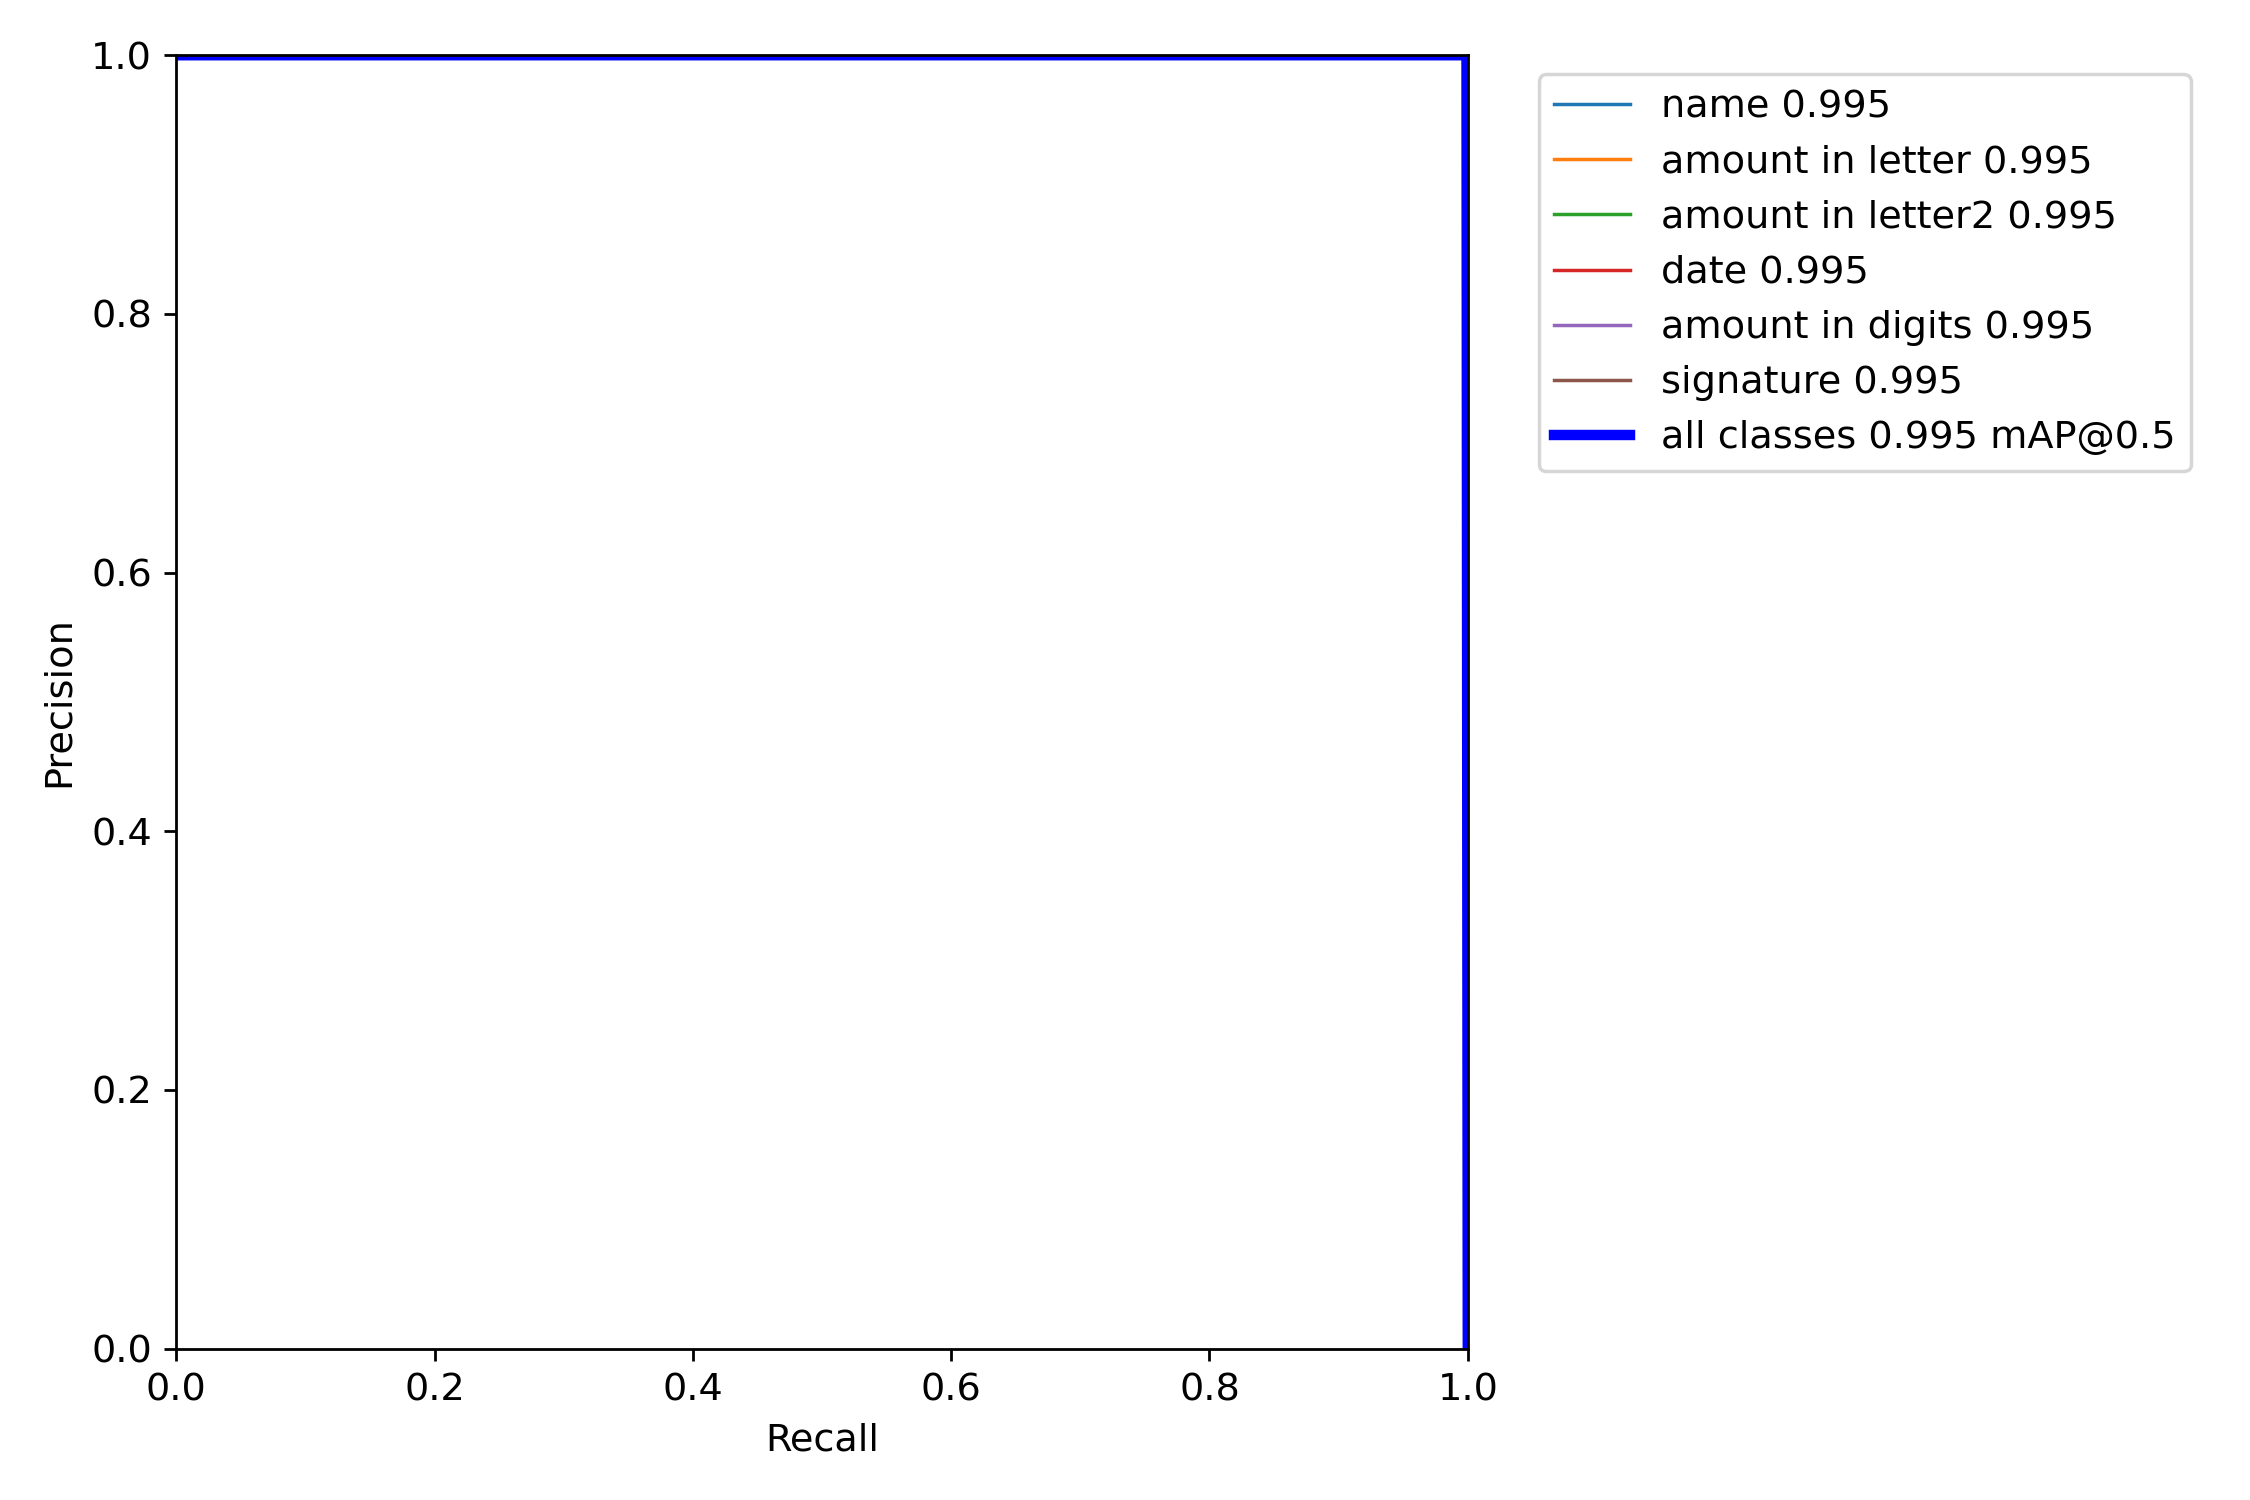 1.0
0.8
0.6
0.4
0.2
0.0
Precision
0.0 0.2 0.4 0.6 0.8 1.0
Recall
name 0.995
amount in letter 0.995
amount in letter2 0.995
date 0.995
amount in digits 0.995
signature 0.995
all classes 0.995 mAP@0.5